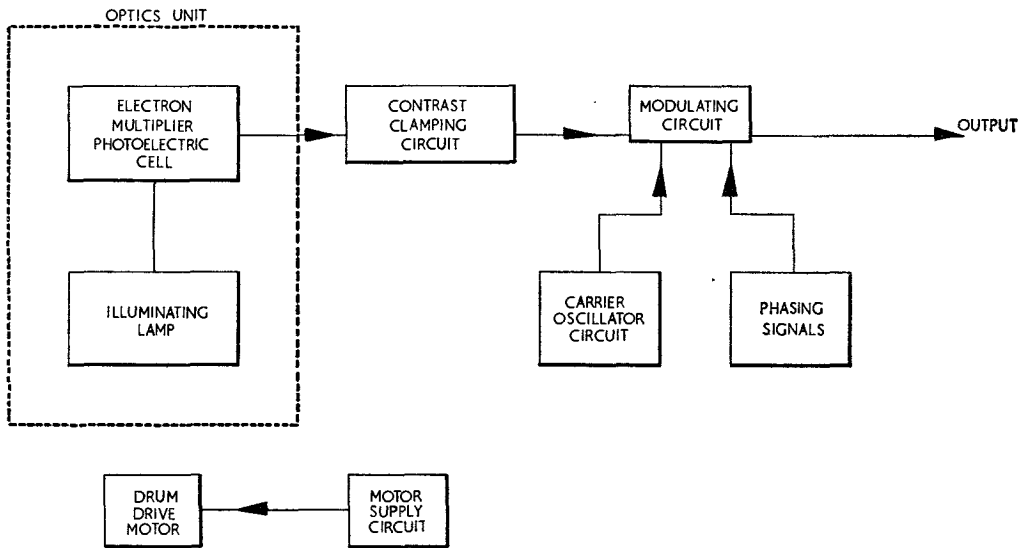 OPTICS UNIT
ELECTRON
MULTIPLIER
PHOTOELECTRIC
CELL
CONTRAST
CLAMPING
CIRCUIT
MODULATING
CIRCUIT
OUTPUT
ILLUMINATING
LAMP
CARRIER
OSCILLATOR
CIRCUIT
PHASING
SIGNALS
DRUM
DRIVE
MOTOR
MOTOR
SUPPLY
CIRCUIT